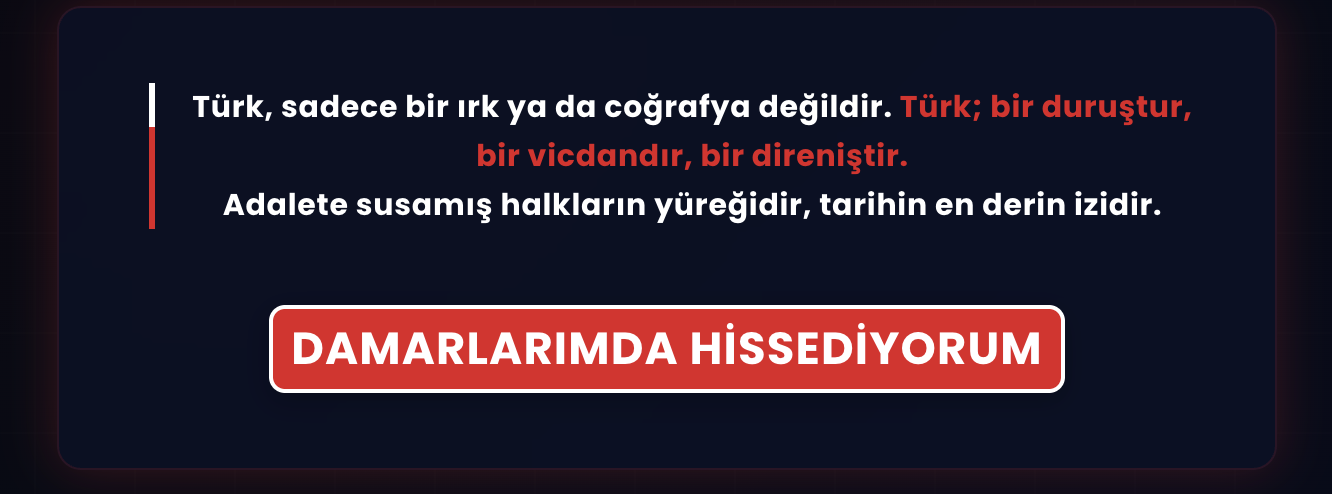 Türk, sadece bir ırk ya da coğrafya değildir. Türk; bir duruştur,
bir vicdandır, bir direniştir.
Adalete susamış halkların yüreğidir, tarihin en derin izidir.
DAMARLARIMDA HİSSEDİYORUM